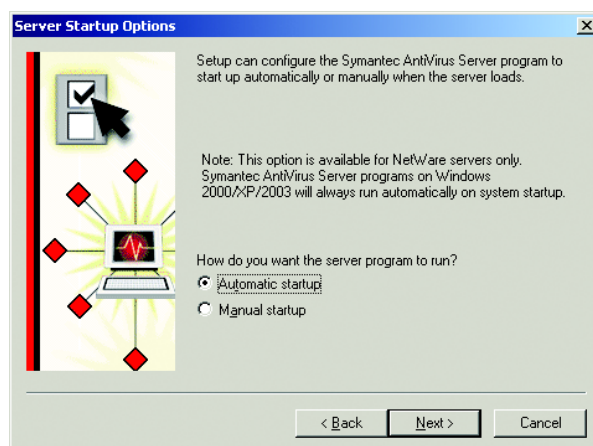 Server Startup Options
Setup can configure the Symantec AntiVirus Server program to
start up automatically or manually when the server loads.
Note: This option is available for NetWare servers only.
Symantec AntiVirus Server programs on Windows
2000/XP/2003 will always run automatically on system startup.
How do you want the server program to run?
Automatic startup
Manual startup
< Back
Next >
Cancel